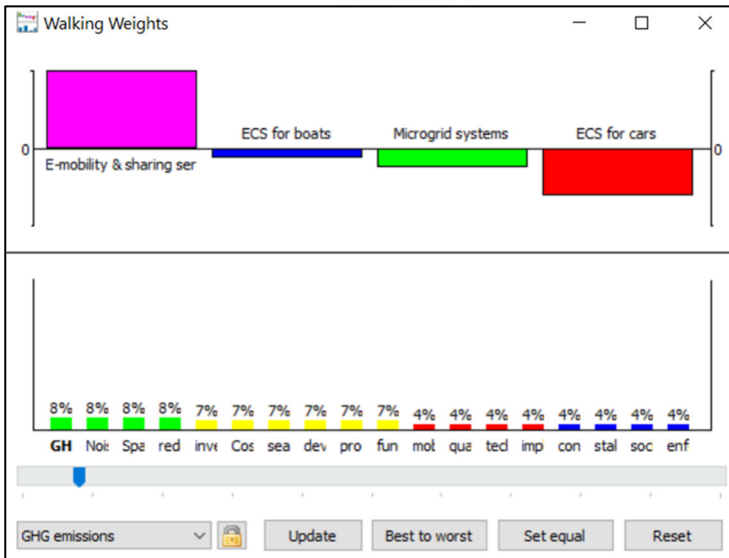 Walking Weights
ECS for boats Microgrid systems ECS for cars
0 0
E-mobility & sharing ser
8% 8% 8% 8% 7% 7% 7% 7% 7% 7% 4% 4% 4% 4% 4% 4% 4% 4%
GH Noi Spa red inve Cos sea dev pro fun mob qua tech impl con stal soc enf
GHG emissions Update Best to worst Set equal Reset